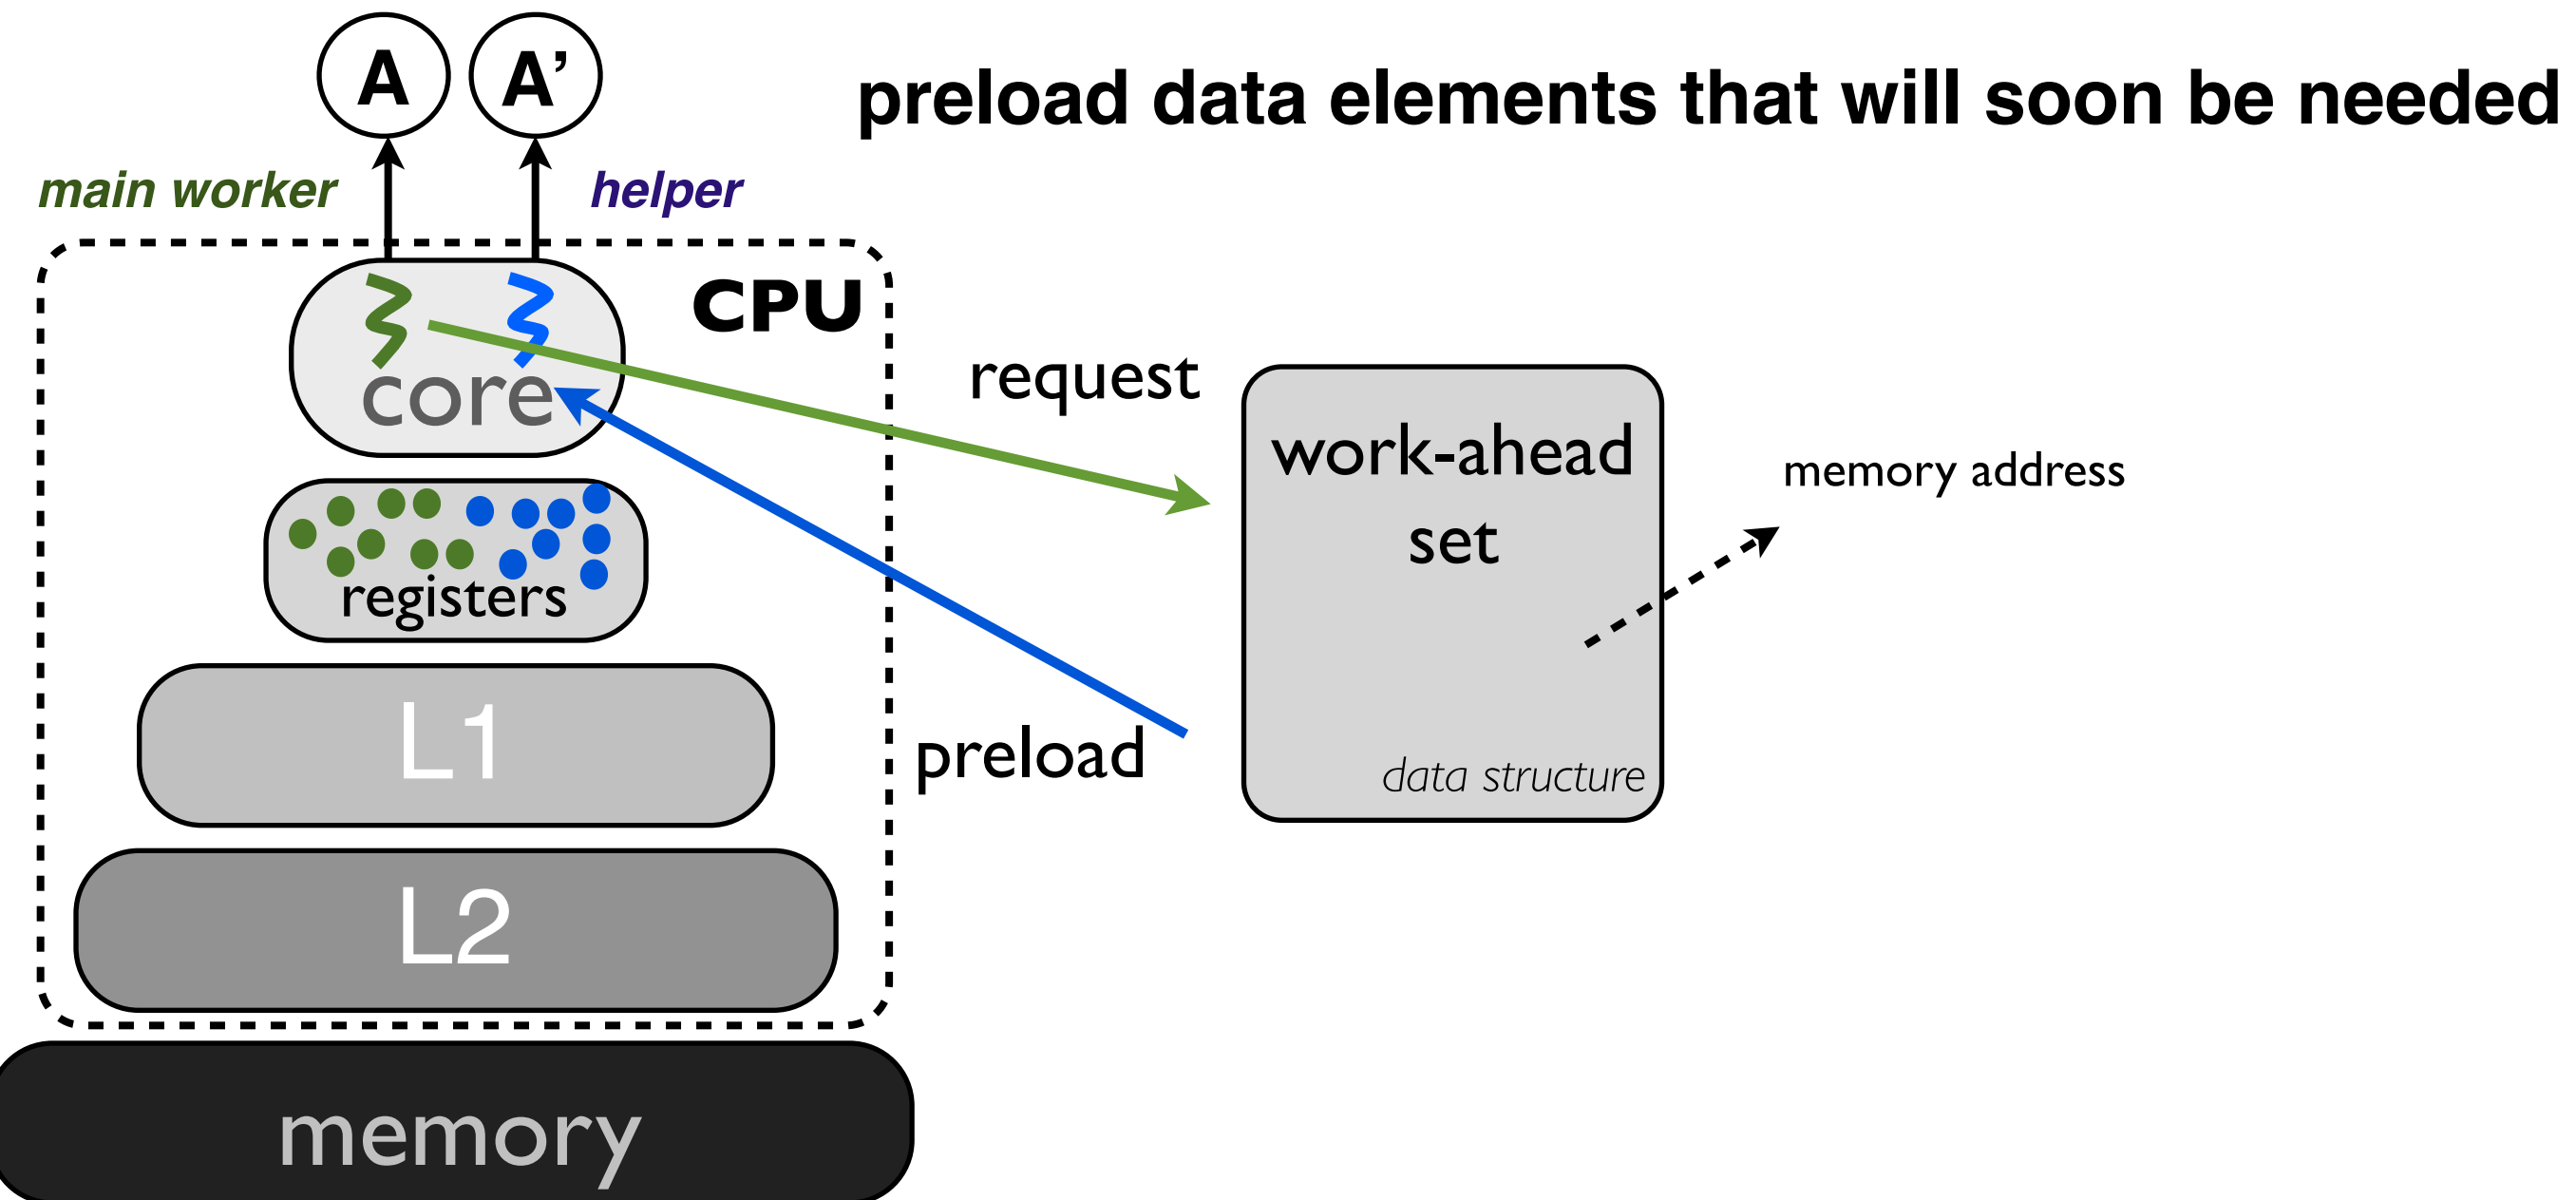 A A’
preload data elements that will soon be needed
main worker helper
CPU
core
request
work-ahead
set
memory address
registers
L1
preload
data structure
L2
memory